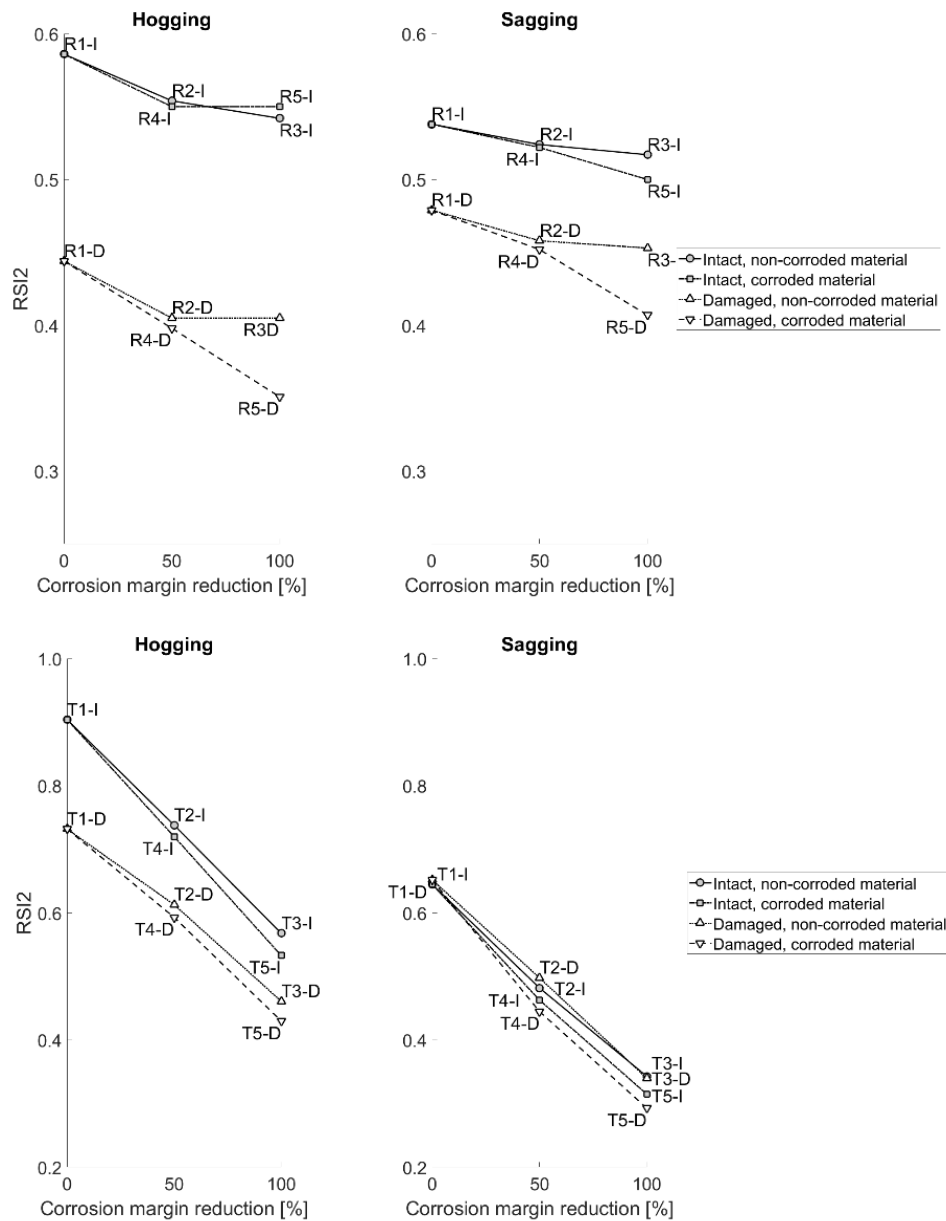 Hogging
Sagging
0.6
0.6
R1-I
R2-I
R5-I
R4-I
R3-I
R1-I
R2-I
R3-I
R4-I
R5-I
0.5
0.5
R1-D
R1-D
R2-D
R4-D
R3-
R2-D
R3D
R4-D
R5-D
R5-D
RSI2
0.4
0.4
0.3
0.3
Intact, non-corroded material
Intact, corroded material
Damaged, non-corroded material
Damaged, corroded material
0 50 100
0 50 100
Corrosion margin reduction [%]
Corrosion margin reduction [%]
Hogging
Sagging
1.0
1.0
T1-I
0.8
0.8
T1-D
T2-I
T4-I
T2-D
T4-D
T3-I
T5-I
T3-D
T5-D
RSI2
0.6
0.6
T1-I
T1-D
T2-D
T2-I
T4-I
T4-D
T3-I
T3-D
T5-I
T5-D
0.4
0.4
0.2
0.2
Intact, non-corroded material
Intact, corroded material
Damaged, non-corroded material
Damaged, corroded material
0 50 100
0 50 100
Corrosion margin reduction [%]
Corrosion margin reduction [%]